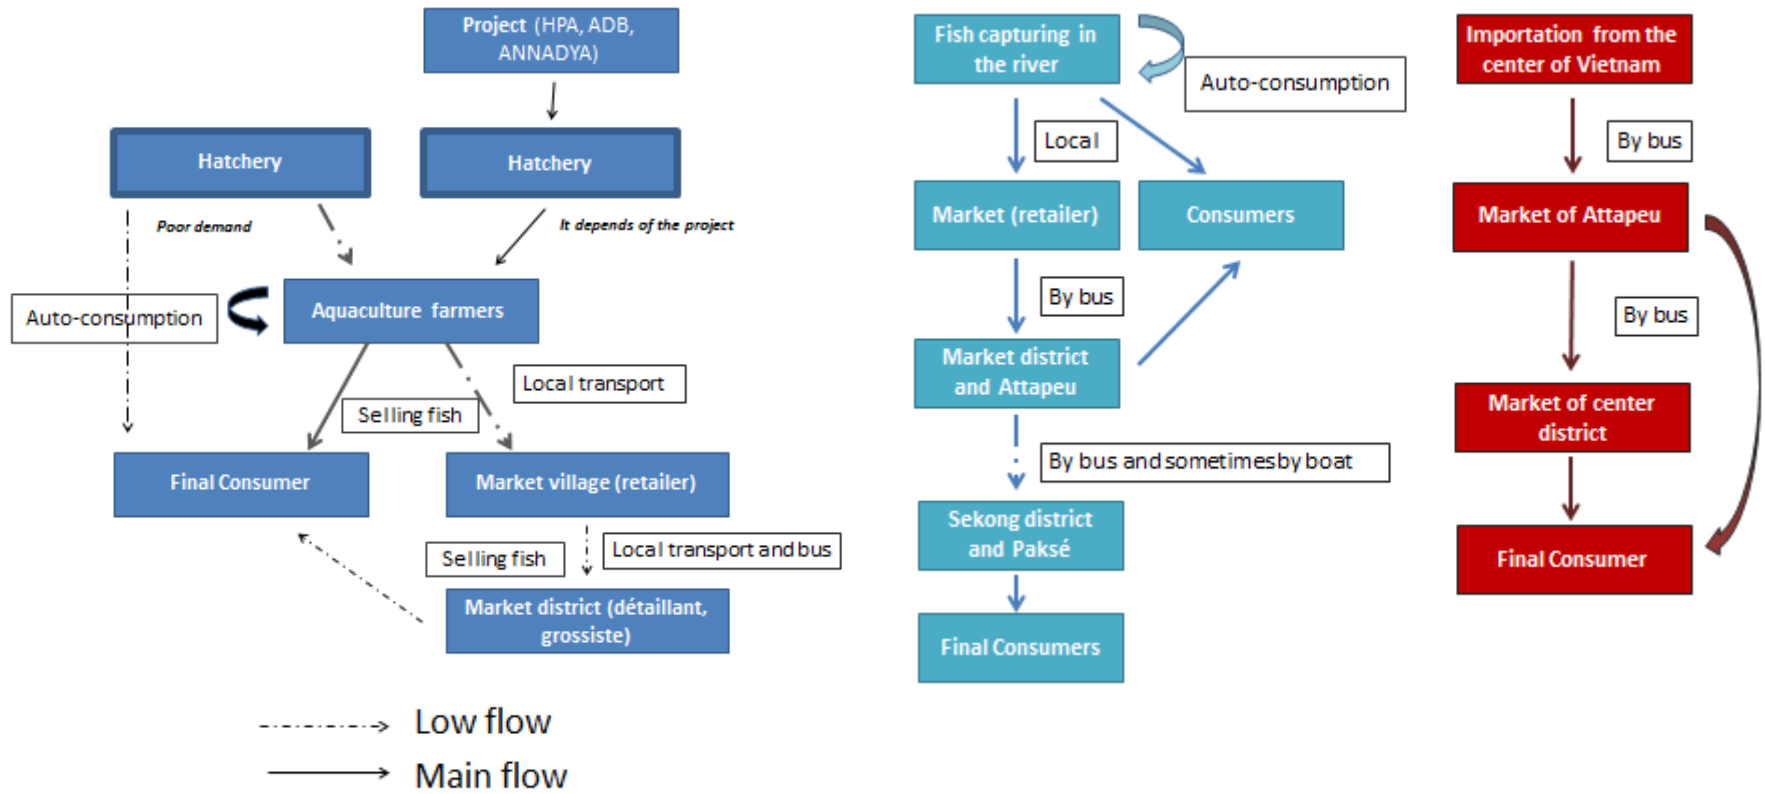 Project (HPA, ADB,
ANNADYA)
Hatchery
Hatchery
Poor demand
It depends of the project
Auto-consumption
Aquaculture farmers
Local transport
Selling fish
Final Consumer
Market village (retailer)
Selling fish
Local transport and bus
Market district (détaillant,
grossiste)
Low flow
Main flow
Fish capturing in
the river
Auto-consumption
Local
Market (retailer)
Consumers
By bus
Market district
and Attapeu
By bus and sometimesby boat
Sekong district
and Paksé
Final Consumers
Importation from the
center of Vietnam
By bus
Market of Attapeu
By bus
Market of center
district
Final Consumer